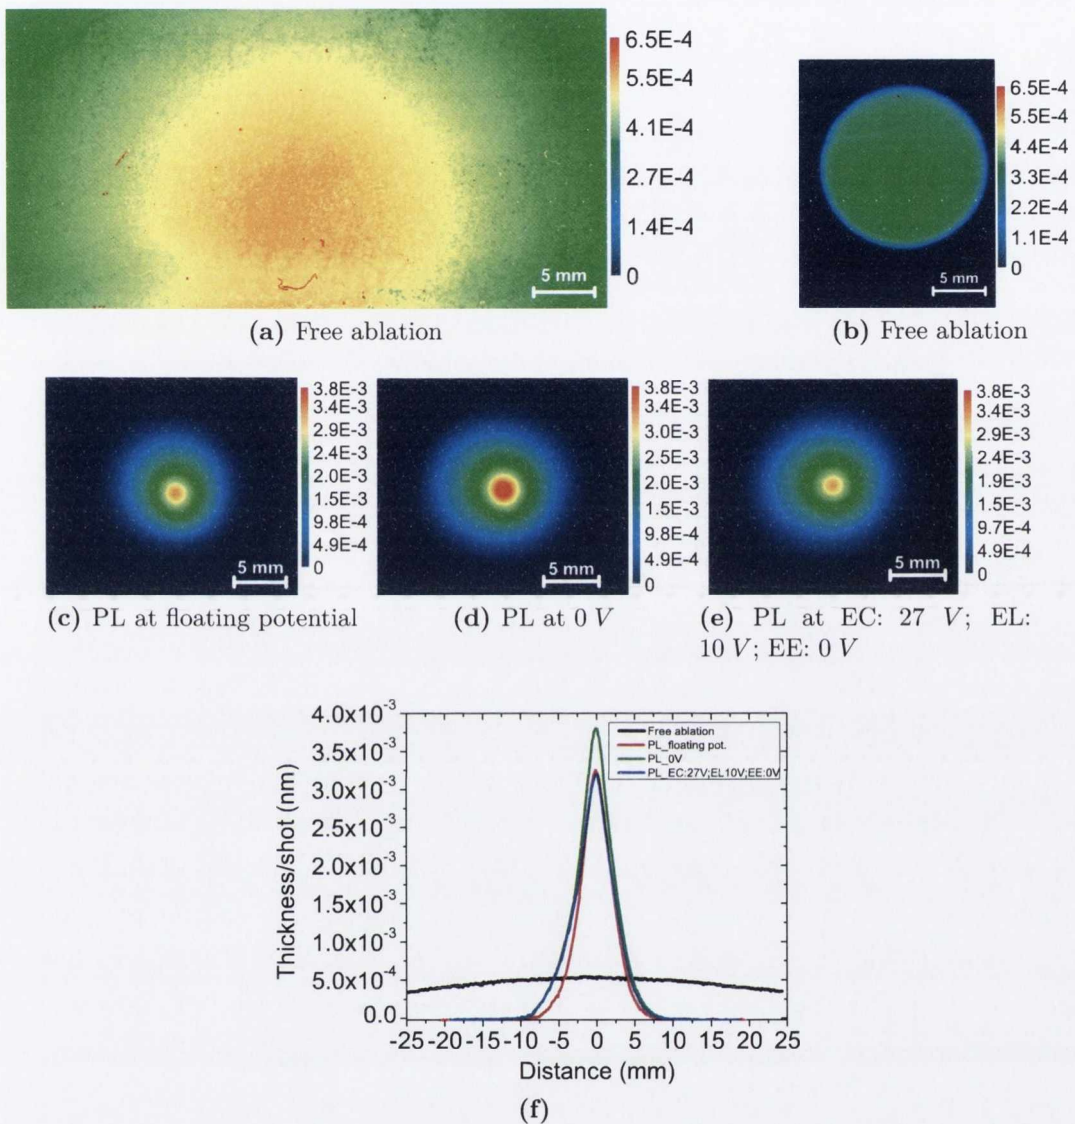 6.5E-4
5.5E-4
4.1E-4
2.7E-4
1.4E-4
0
5 mm
(a) Free ablation
6.5E-4
5.5E-4
4.4E-4
3.3E-4
2.2E-4
1.1E-4
0
5 mm
(b) Free ablation
3.8E-3
3.4E-3
2.9E-3
2.4E-3
2.0E-3
1.5E-3
9.8E-4
4.9E-4
0
5 mm
(c) PL at floating potential
3.8E-3
3.4E-3
3.0E-3
2.4E-3
2.0E-3
1.5E-3
9.8E-4
4.9E-4
0
5 mm
(d) PL at 0 V
3.8E-3
3.4E-3
2.9E-3
2.4E-3
1.9E-3
1.5E-3
9.7E-4
4.9E-4
0
5 mm
(e) PL at EC: 27 V; EL:
10 V; EE: 0 V
4.0x10⁻³
3.5x10⁻³
3.0x10⁻³
2.5x10⁻³
2.0x10⁻³
1.5x10⁻³
1.0x10⁻³
5.0x10⁻⁴
0.0
Thickness/shot (nm)
Free ablation
PL_floating pot.
PL_0V
PL_EC:27V;EL10V;EE:0V
-25 -20 -15 -10 -5 0 5 10 15 20 25
Distance (mm)
(f)